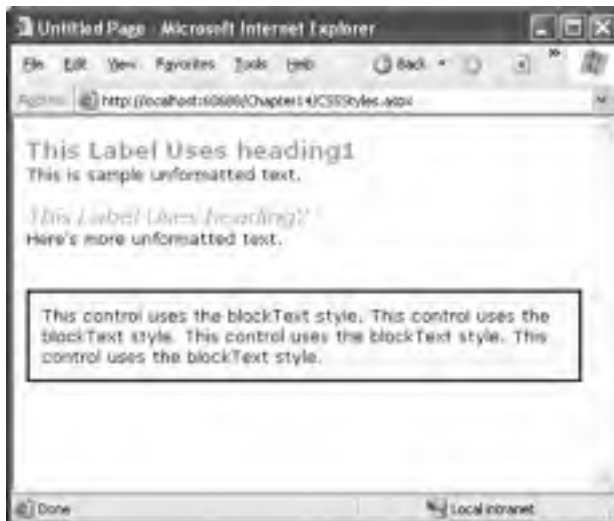 Untitled Page - Microsoft Internet Explorer
File Edit View Favorites Tools Help Back
Address http://localhost:60680/Chapter14/CSSStyles.aspx
This Label Uses heading1
This is sample unformatted text.
This Label Uses heading2
Here's more unformatted text.
This control uses the blockText style. This control uses the
blockText style. This control uses the blockText style. This
control uses the blockText style.
Done Local intranet